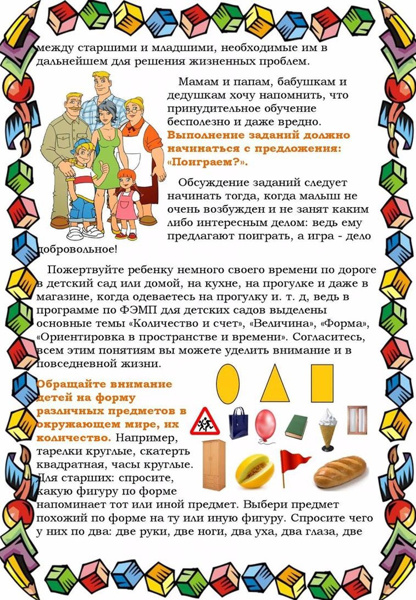 между старшими и младшими, необходимые им в
дальнейшем для решения жизненных проблем.
Мамам и папам, бабушкам и
дедушкам хочу напомнить, что
принудительное обучение
бесполезно и даже вредно.
Выполнение заданий должно
начинаться с предложения:
«Поиграем?».
Обсуждение заданий следует
начинать тогда, когда малыш не
очень возбужден и не занят каким
либо интересным делом: ведь ему
предлагают поиграть, а игра - дело
добровольное!
Пожертвуйте ребенку немного своего времени по дороге
в детский сад или домой, на кухне, на прогулке и даже в
магазине, когда одеваетесь на прогулку и. т. д, ведь в
программе по ФЭМП для детских садов выделены
основные темы «Количество и счет», «Величина», «Форма»,
«Ориентировка в пространстве и времени». Согласитесь,
всем этим понятиям вы можете уделить внимание и в
повседневной жизни.
Обращайте внимание
детей на форму
различных предметов в
окружающем мире, их
количество. Например,
тарелки круглые, скатерть
квадратная, часы круглые.
Для старших: спросите,
какую фигуру по форме
напоминает тот или иной предмет. Выбери предмет
похожий по форме на ту или иную фигуру. Спросите чего
у них по два: две руки, две ноги, два уха, два глаза, две